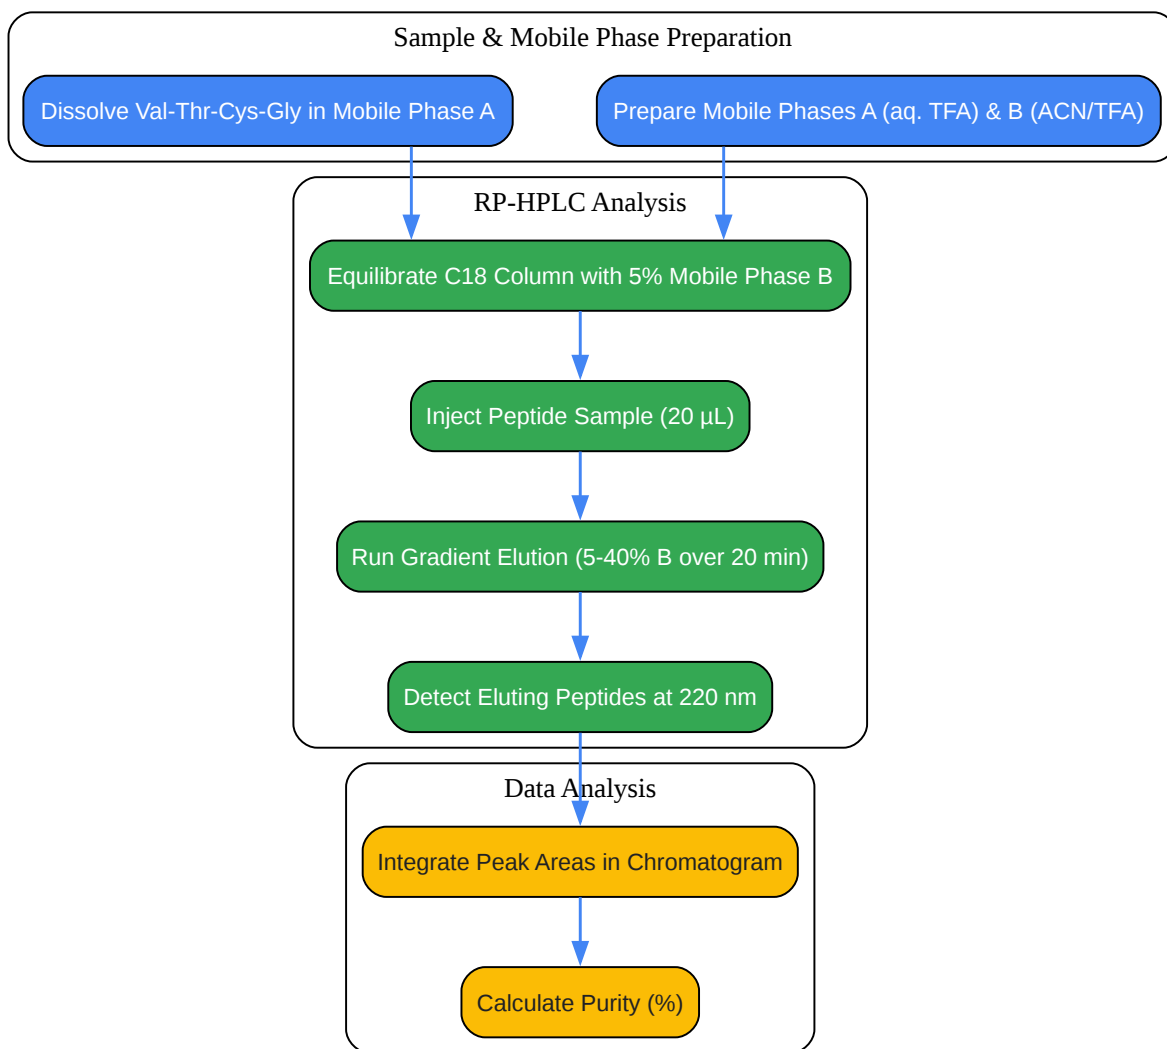 Sample & Mobile Phase Preparation
Dissolve Val-Thr-Cys-Gly in Mobile Phase A
Prepare Mobile Phases A (aq. TFA) & B (ACN/TFA)
RP-HPLC Analysis
Equilibrate C18 Column with 5% Mobile Phase B
Inject Peptide Sample (20 µL)
Run Gradient Elution (5-40% B over 20 min)
Detect Eluting Peptides at 220 nm
Data Analysis
Integrate Peak Areas in Chromatogram
Calculate Purity (%)